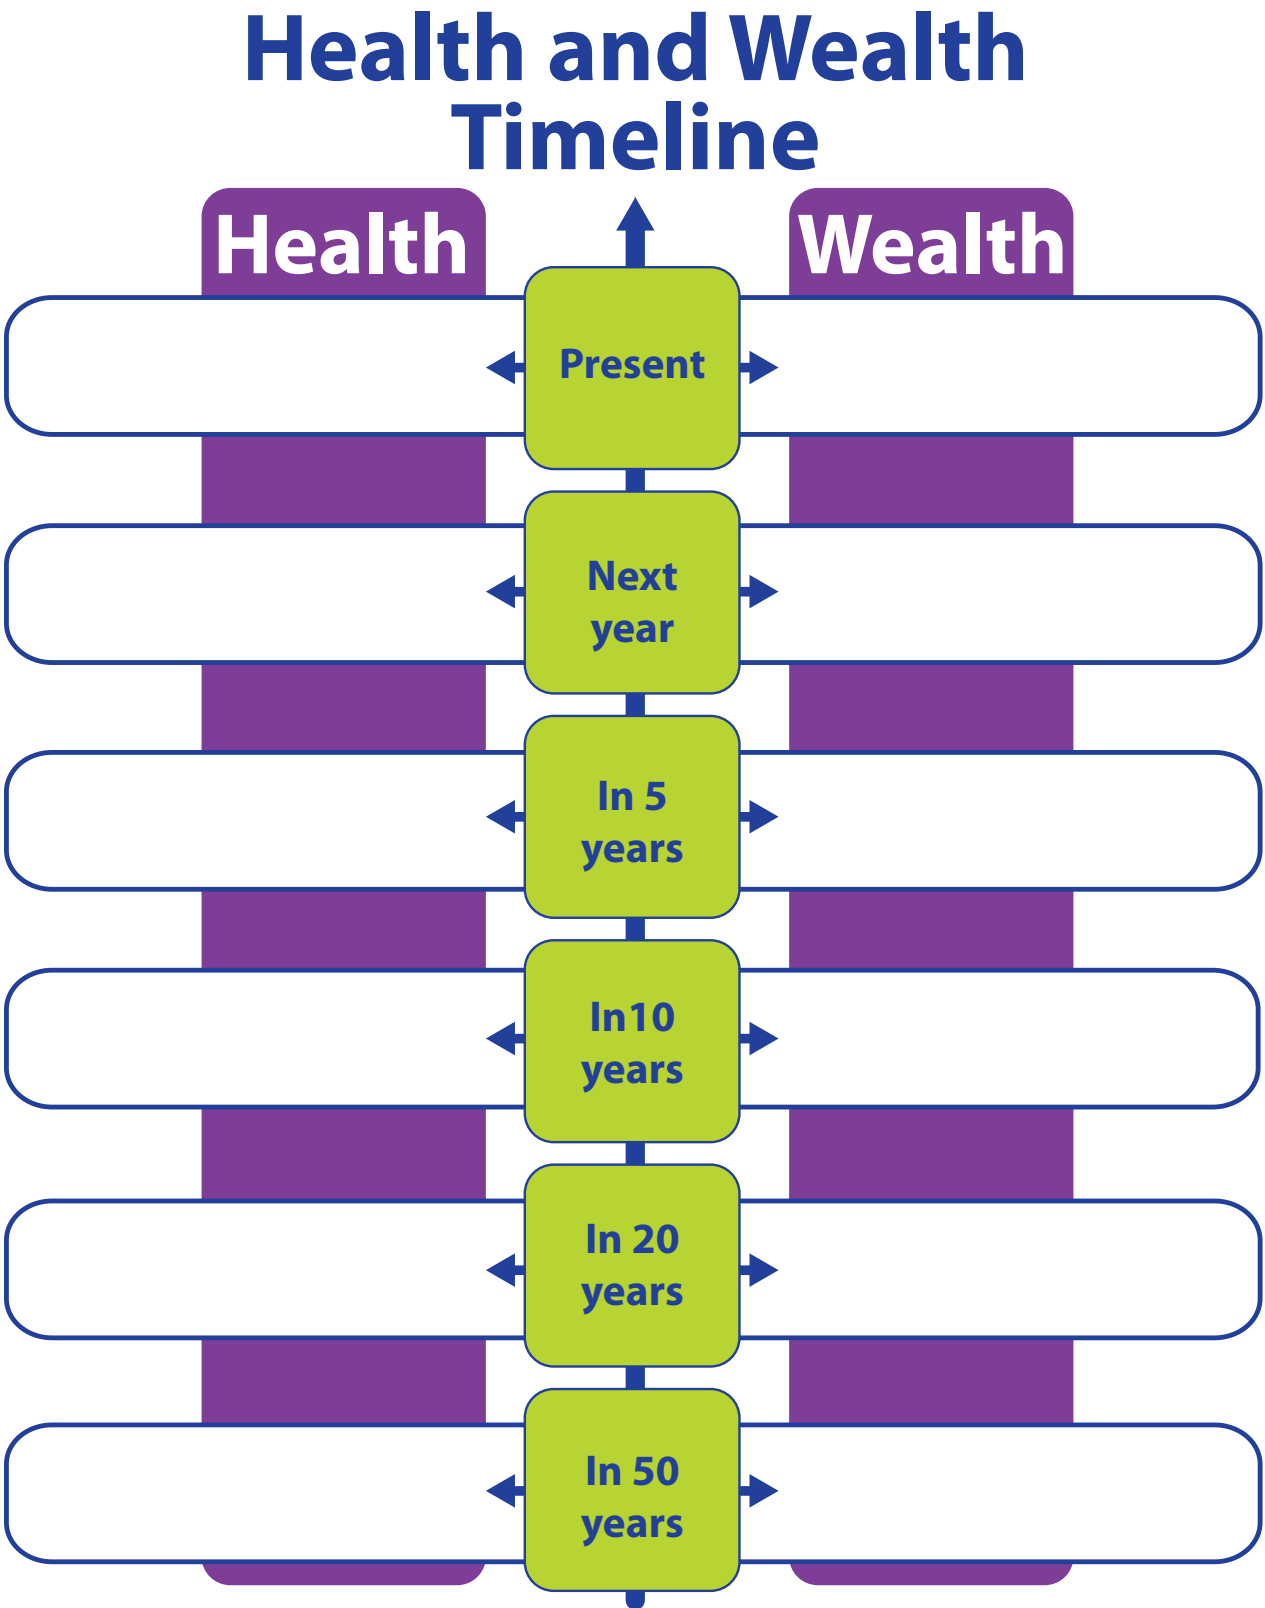 Health and Wealth
Timeline
Health
Wealth
Present
Next
year
In 5
years
In10
years
In 20
years
In 50
years